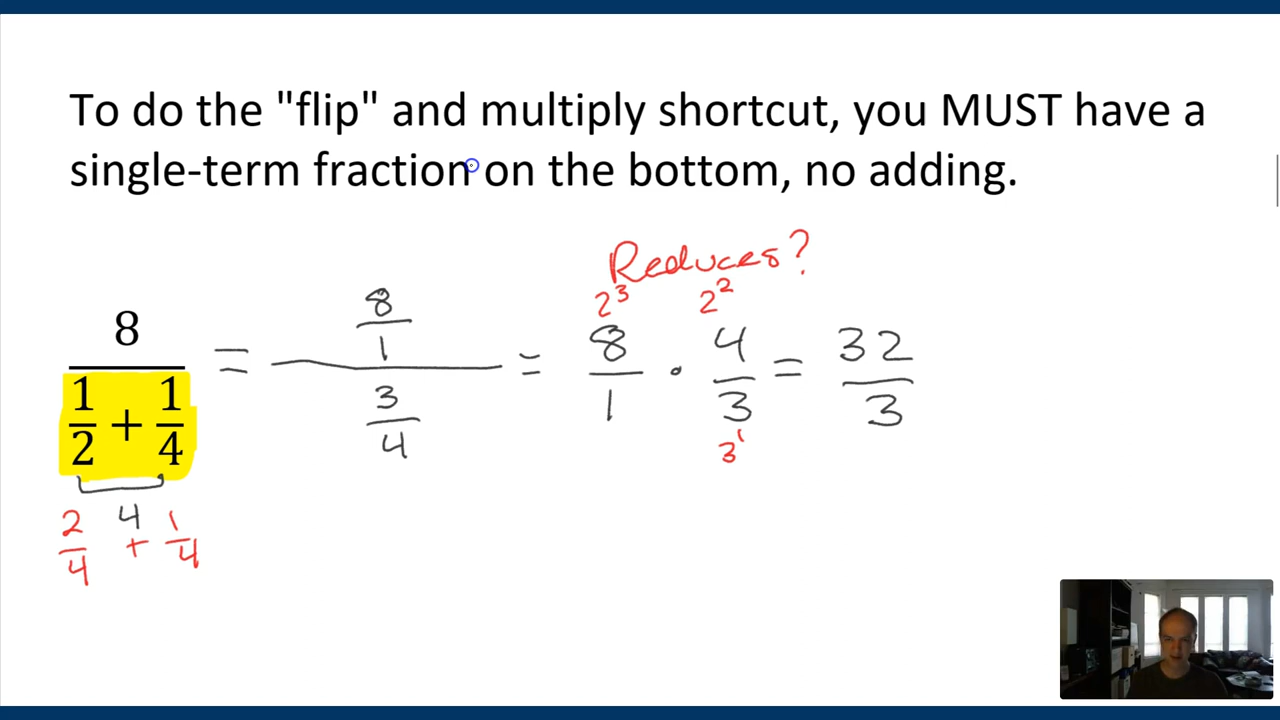 To do the "flip" and multiply shortcut, you MUST have a
single-term fraction on the bottom, no adding.
Reduces?
8/(1/2 + 1/4) = (8/1)/(3/4) = 8/1 · 4/3 = 32/3
2³ 2²
3¹
4
2/4 + 1/4